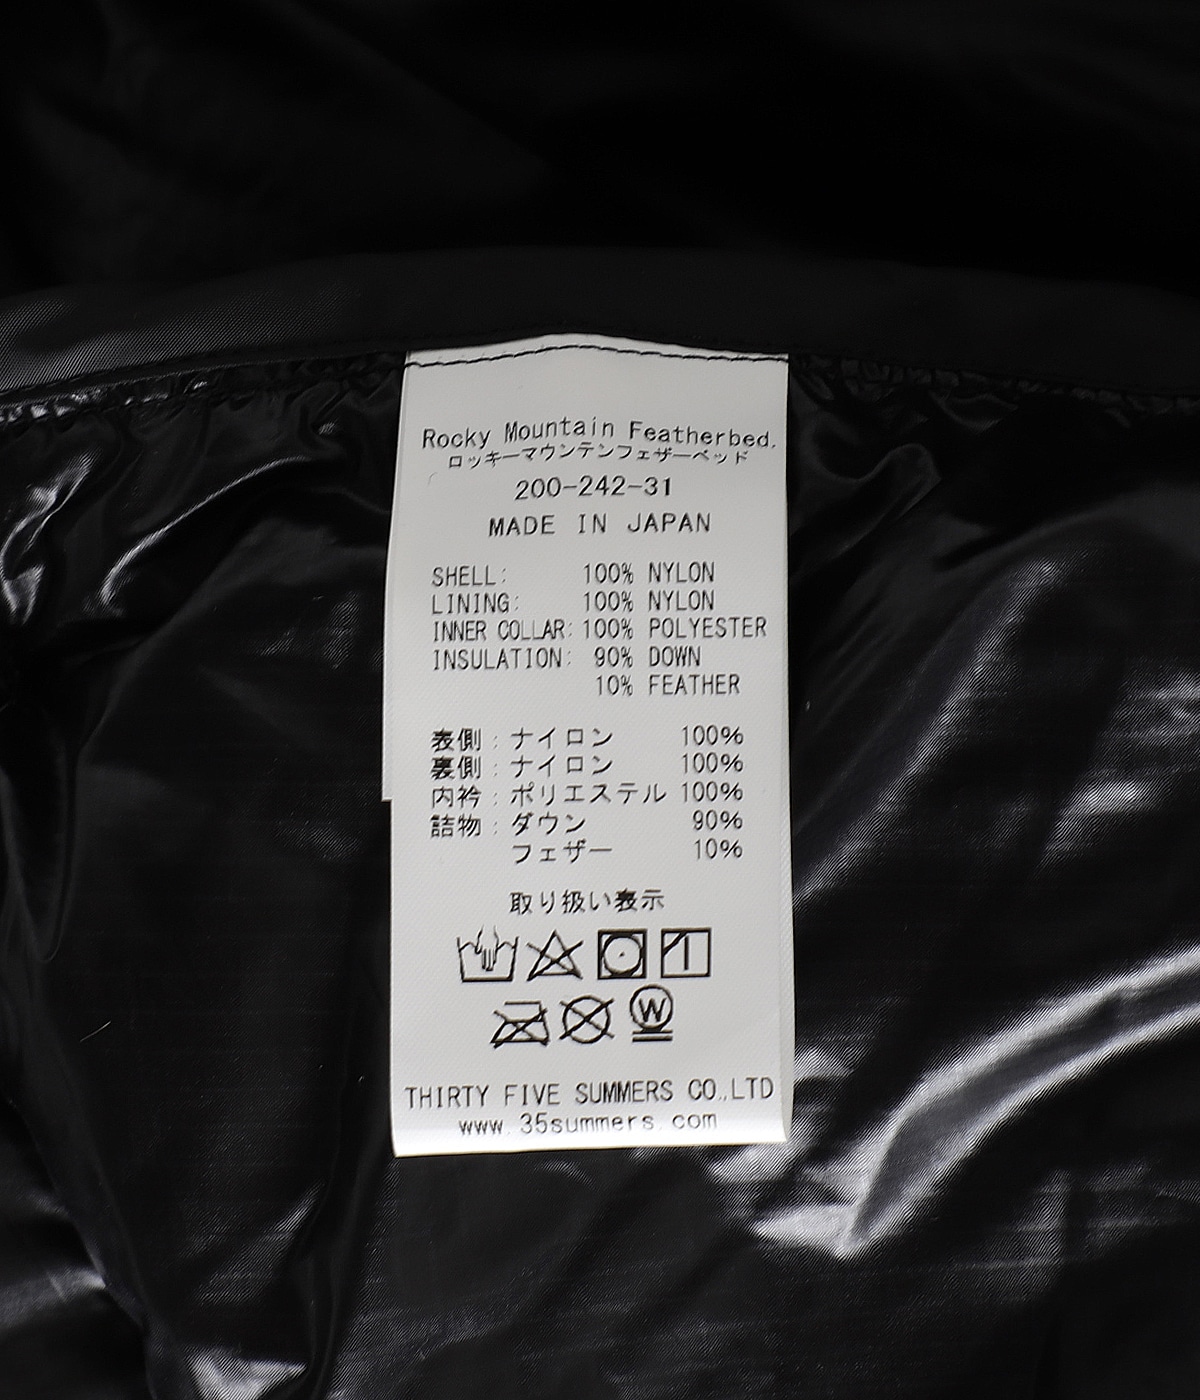 Rocky Mountain Featherbed.
ロッキーマウンテンフェザーベッド
200-242-31
MADE IN JAPAN
SHELL: 100% NYLON
LINING: 100% NYLON
INNER COLLAR: 100% POLYESTER
INSULATION: 90% DOWN
10% FEATHER
表側：ナイロン 100%
裏側：ナイロン 100%
内衿：ポリエステル 100%
詰物：ダウン 90%
フェザー 10%
取り扱い表示
W
THIRTY FIVE SUMMERS CO.,LTD
www.35summers.com